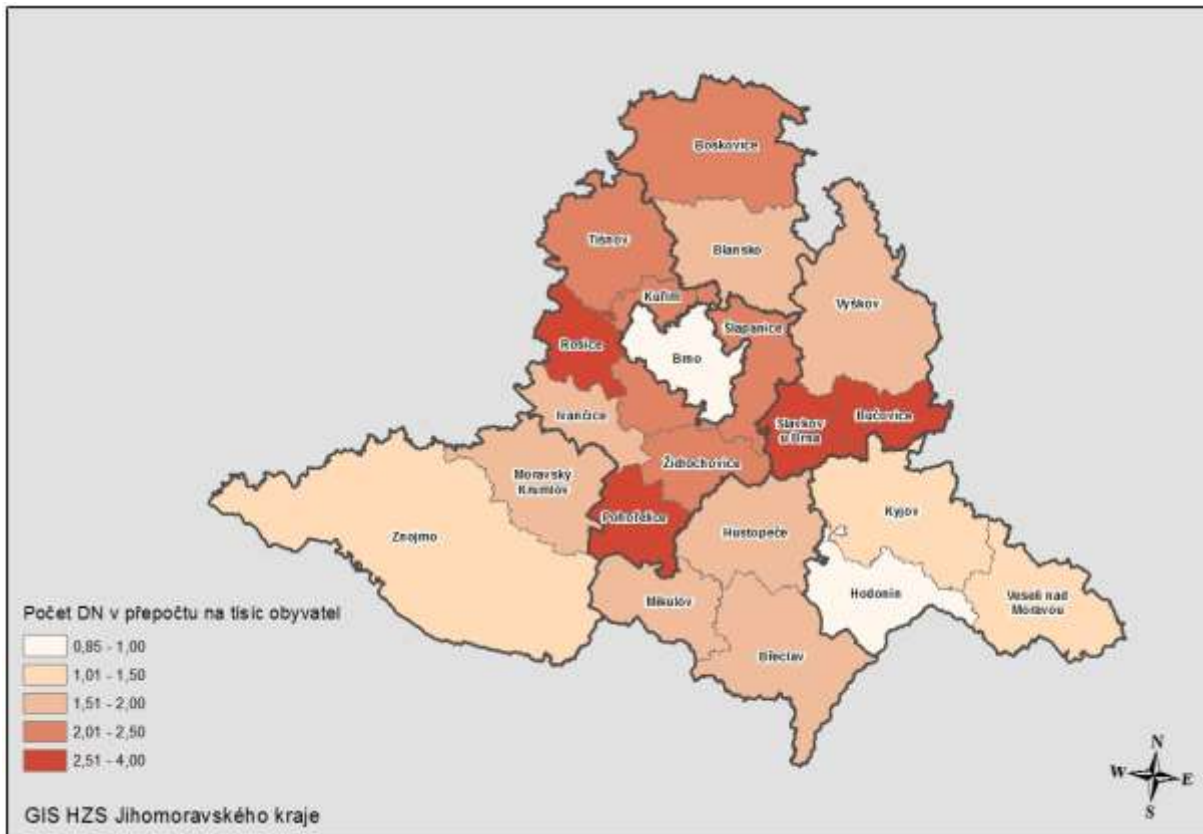 Boskovice
Tišnov
Blansko
Kuřim
Vyškov
Šlapanice
Rosice
Brno
Ivančice
Slavkov
u Brna
Bučovice
Židlochovice
Moravský
Krumlov
Pohořelice
Kyjov
Znojmo
Hustopeče
Mikulov
Hodonín
Veselí nad
Moravou
Břeclav
Počet DN v přepočtu na tisíc obyvatel
0,85 - 1,00
1,01 - 1,50
1,51 - 2,00
2,01 - 2,50
2,51 - 4,00
GIS HZS Jihomoravského kraje
N
W
E
S